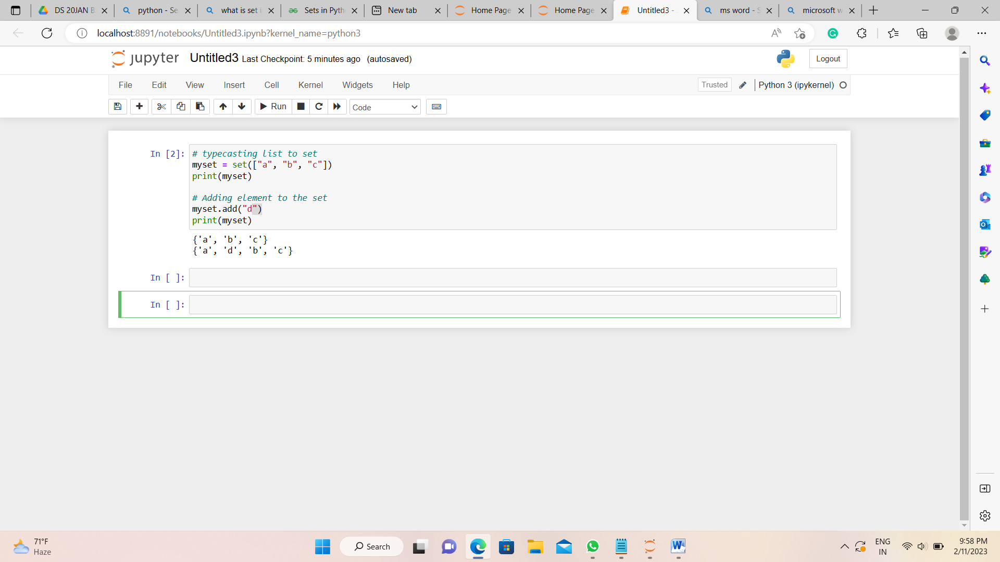 DS 20JAN B
python - Se
what is set i
Sets in Pyth
New tab
Home Page
Home Page
Untitled3 -
ms word - S
microsoft w
localhost:8891/notebooks/Untitled3.ipynb?kernel_name=python3
jupyter Untitled3 Last Checkpoint: 5 minutes ago (autosaved)
Logout
File Edit View Insert Cell Kernel Widgets Help
Trusted
Python 3 (ipykernel)
Run
Code
In [2]:
# typecasting list to set
myset = set(["a", "b", "c"])
print(myset)
# Adding element to the set
myset.add("d")
print(myset)
{'a', 'b', 'c'}
{'a', 'd', 'b', 'c'}
In [ ]:
In [ ]:
71°F
Haze
Search
ENG
IN
9:58 PM
2/11/2023